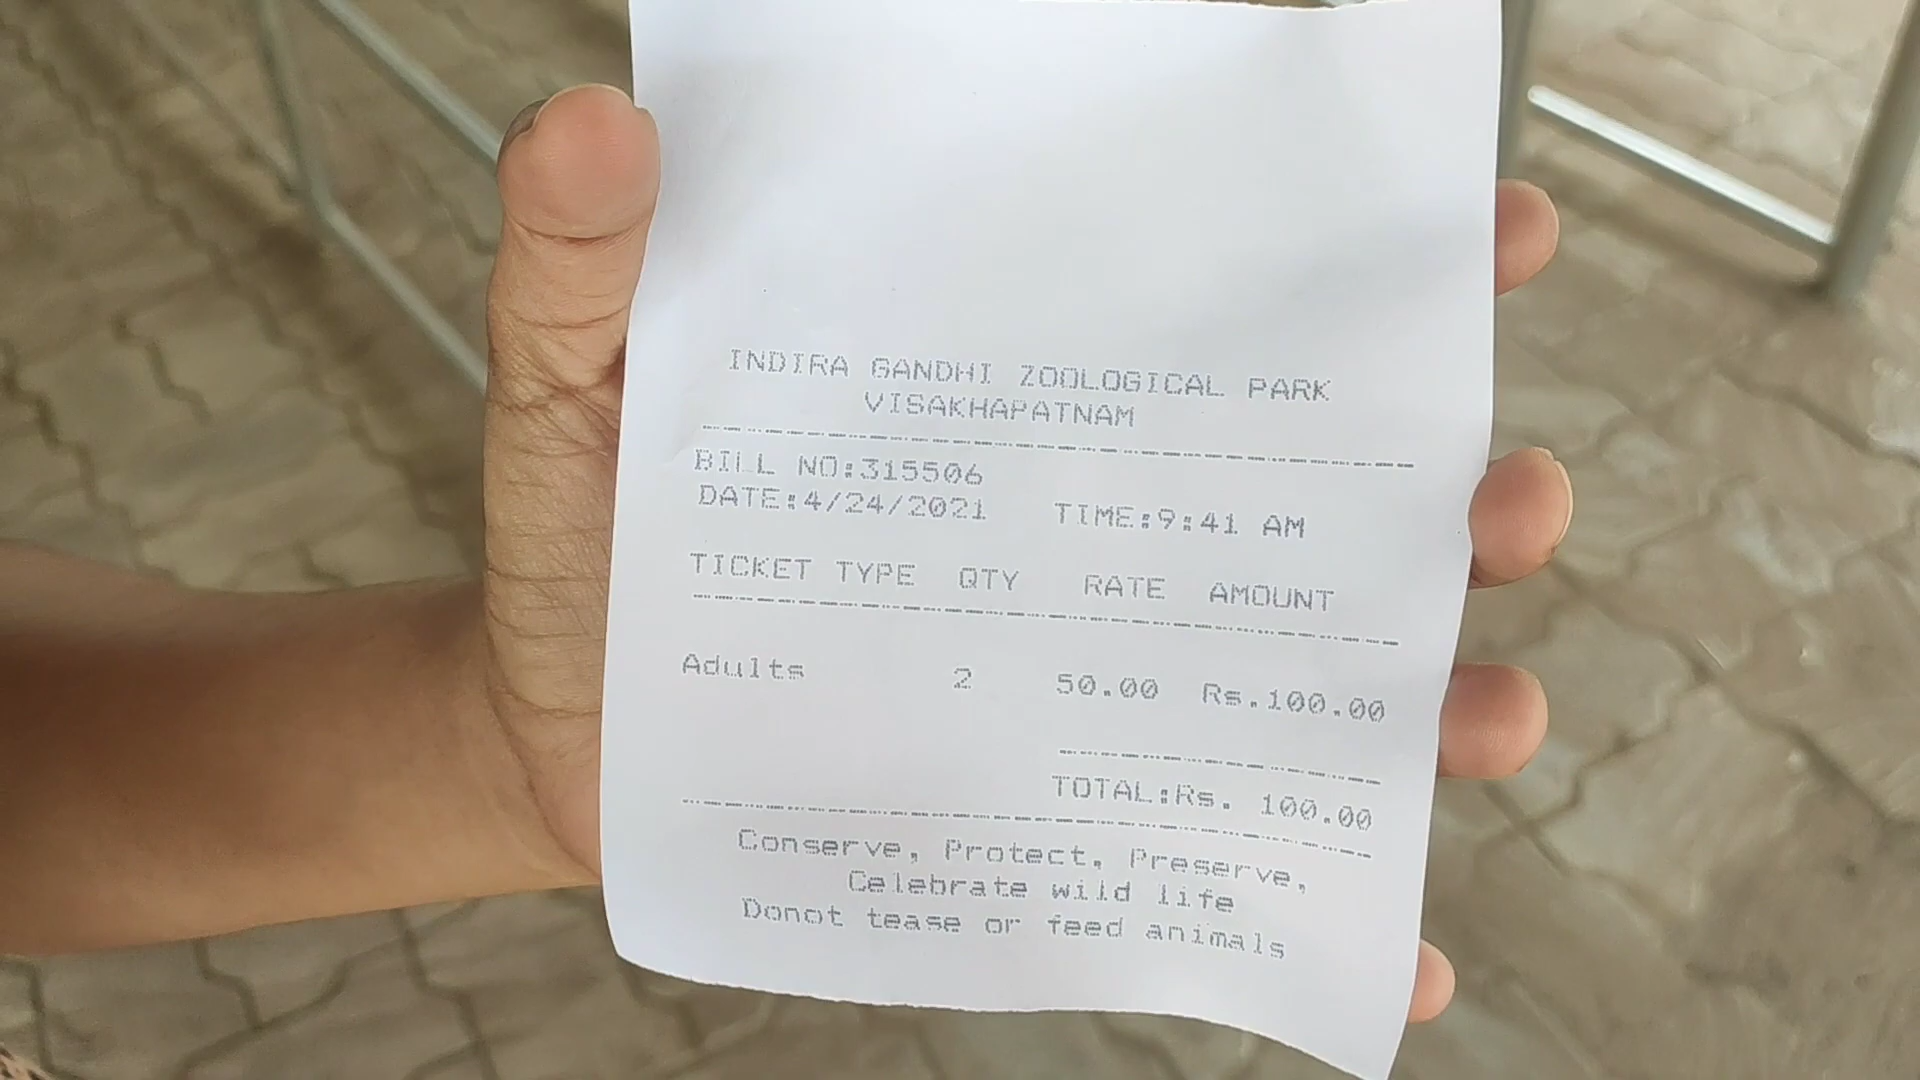 INDIRA GANDHI ZOOLOGICAL PARK
VISAKHAPATNAM
BILL NO:315506
DATE:4/24/2021 TIME:9:41 AM
TICKET TYPE QTY RATE AMOUNT
Adults 2 50.00 Rs.100.00
TOTAL:Rs. 100.00
Conserve, Protect, Preserve,
Celebrate wild life
Donot tease or feed animals